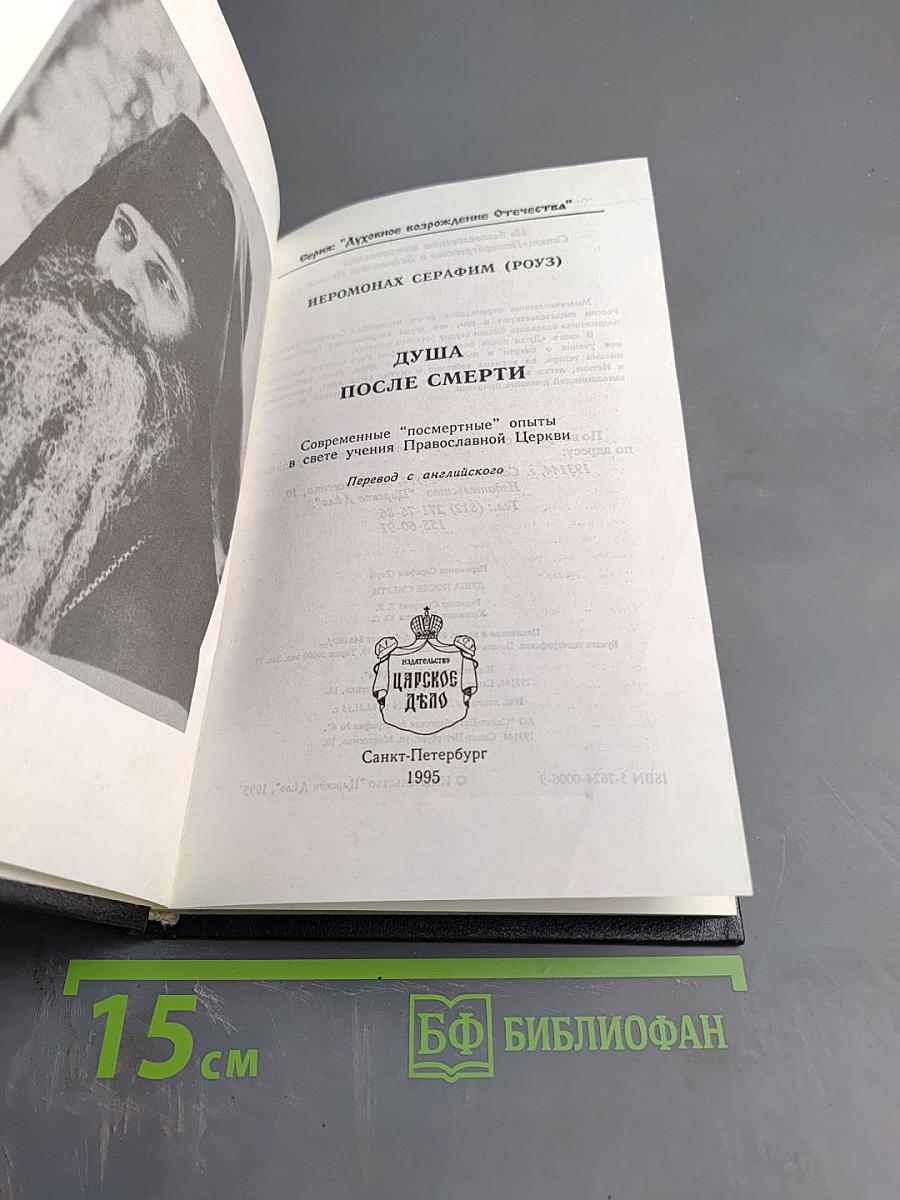 Серия: "Духовное возрождение Отечества"
ИЕРОМОНАХ СЕРАФИМ (РОУЗ)
ДУША
ПОСЛЕ СМЕРТИ
Современные "посмертные" опыты
в свете учения Православной Церкви
Перевод с английского
ИЗДАТЕЛЬСТВО
ЦАРСКОЕ
ДѢЛО
Санкт-Петербург
1995
15 см
БФ БИБЛИОФАН